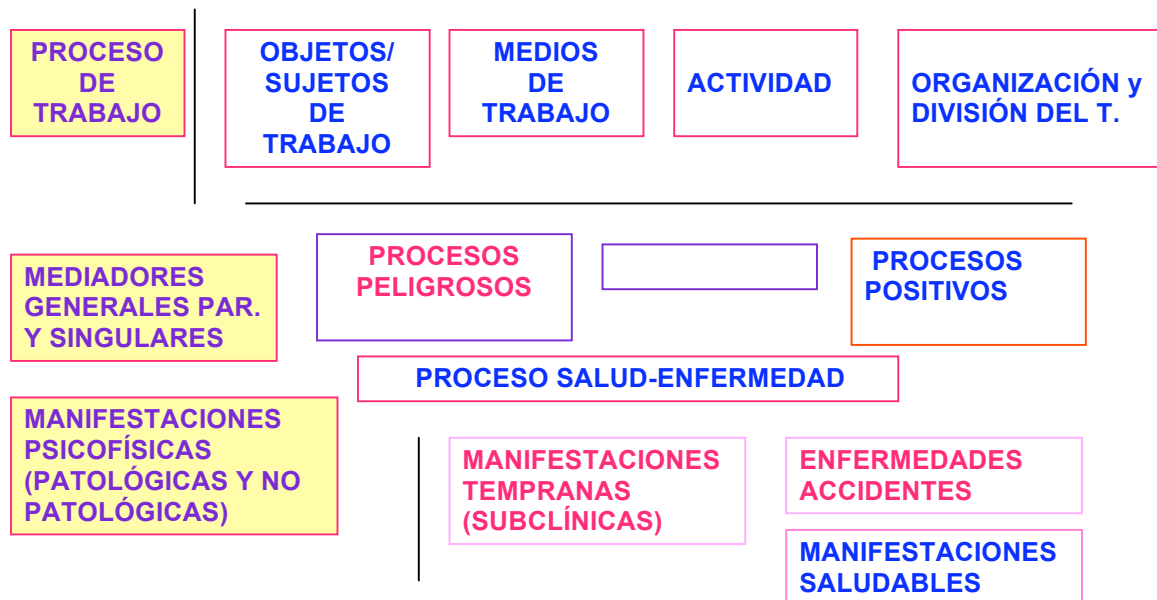 PROCESO
DE
TRABAJO
OBJETOS/
SUJETOS
DE
TRABAJO
MEDIOS
DE
TRABAJO
ACTIVIDAD
ORGANIZACIÓN y
DIVISIÓN DEL T.
MEDIADORES
GENERALES PAR.
Y SINGULARES
PROCESOS
PELIGROSOS
PROCESOS
POSITIVOS
PROCESO SALUD-ENFERMEDAD
MANIFESTACIONES
PSICOFÍSICAS
(PATOLÓGICAS Y NO
PATOLÓGICAS)
MANIFESTACIONES
TEMPRANAS
(SUBCLÍNICAS)
ENFERMEDADES
ACCIDENTES
MANIFESTACIONES
SALUDABLES